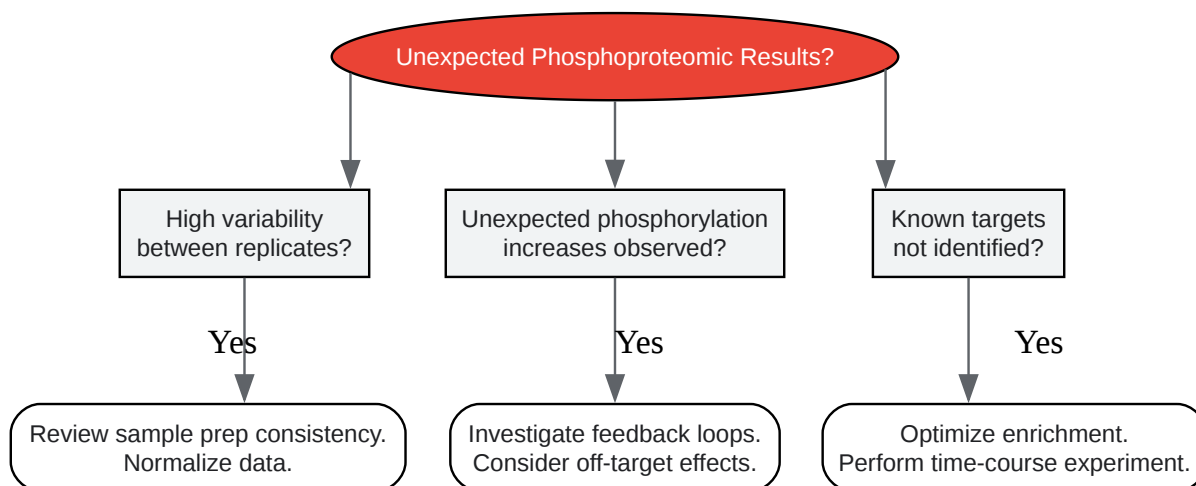 Unexpected Phosphoproteomic Results?
High variability
between replicates?
Unexpected phosphorylation
increases observed?
Known targets
not identified?
Yes
Yes
Yes
Review sample prep consistency.
Normalize data.
Investigate feedback loops.
Consider off-target effects.
Optimize enrichment.
Perform time-course experiment.